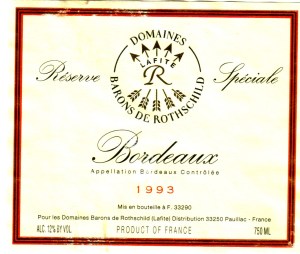 DOMAINES
LAFITE
R
BARONS DE ROTHSCHILD
Réserve Spéciale
Bordeaux
Appellation Bordeaux Contrôlée
1993
Mis en bouteille à F. 33290
Pour les Domaines Barons de Rothschild (Lafite) Distribution 33250 Pauillac - France
ALC. 12% BY VOL PRODUCT OF FRANCE 750 ML